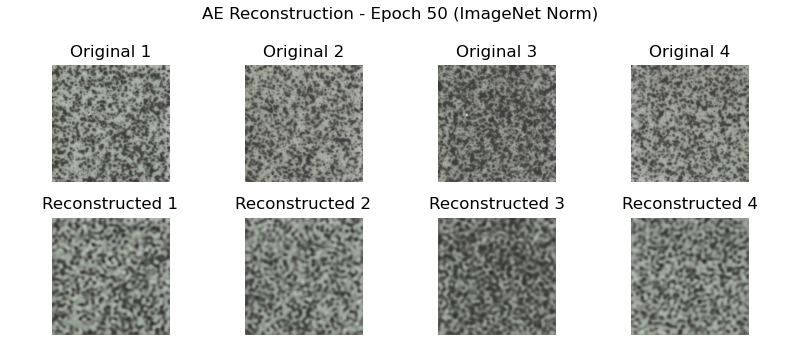 AE Reconstruction - Epoch 50 (ImageNet Norm)
Original 1
Original 2
Original 3
Original 4
Reconstructed 1
Reconstructed 2
Reconstructed 3
Reconstructed 4